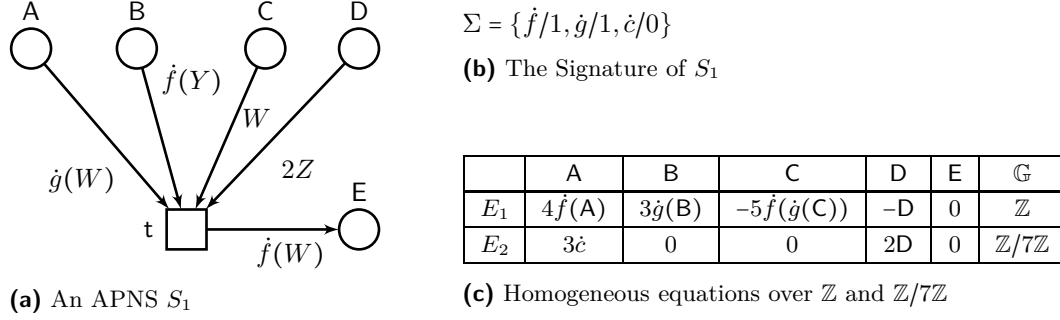 A B C D
ḟ(Y)
W
ġ(W) 2Z
E
t
ḟ(W)
(a) An APNS S₁
Σ = {ḟ/1, ġ/1, ċ/0}
(b) The Signature of S₁
A B C D E 𝔾
E₁ 4ḟ(A) 3ġ(B) −5ḟ(ġ(C)) −D 0 ℤ
E₂ 3ċ 0 0 2D 0 ℤ/7ℤ
(c) Homogeneous equations over ℤ and ℤ/7ℤ